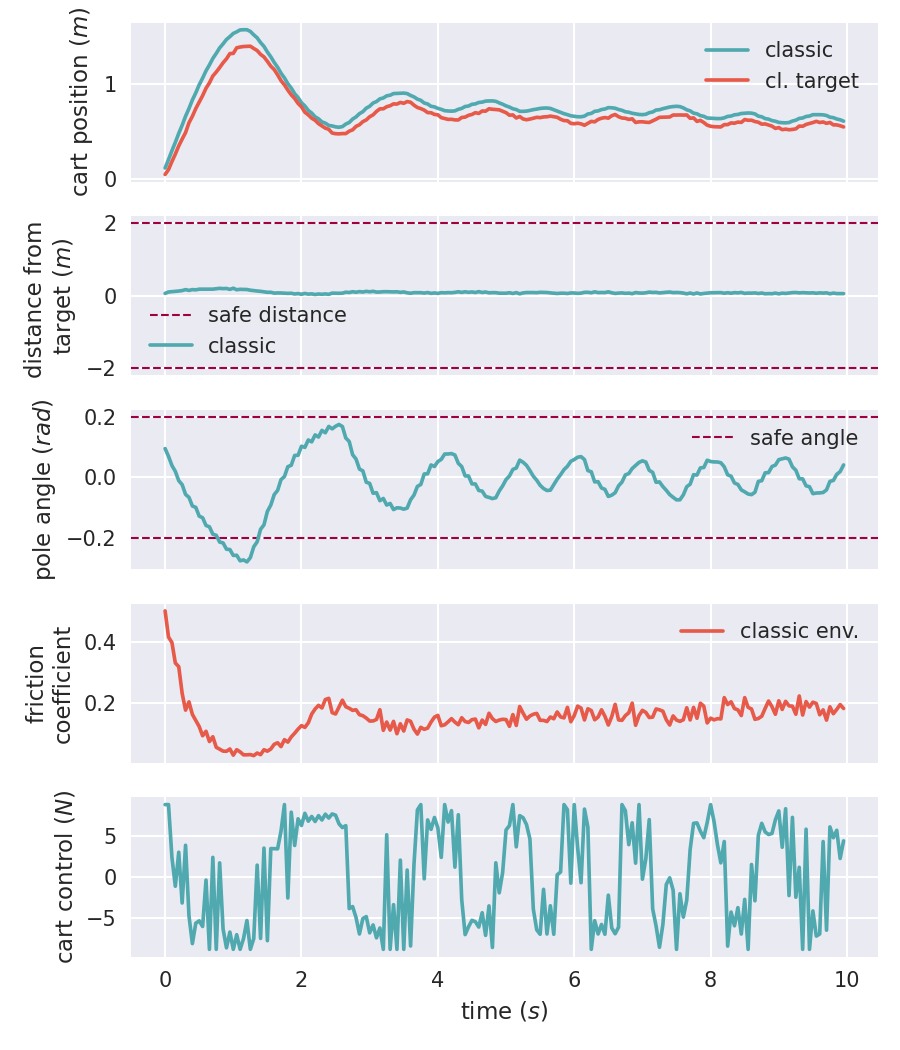 cart position (m)
1
0
classic
cl. target
distance from
target (m)
2
0
−2
safe distance
classic
pole angle (rad)
0.2
0.0
−0.2
safe angle
friction
coefficient
0.4
0.2
classic env.
cart control (N)
5
0
−5
0 2 4 6 8 10
time (s)